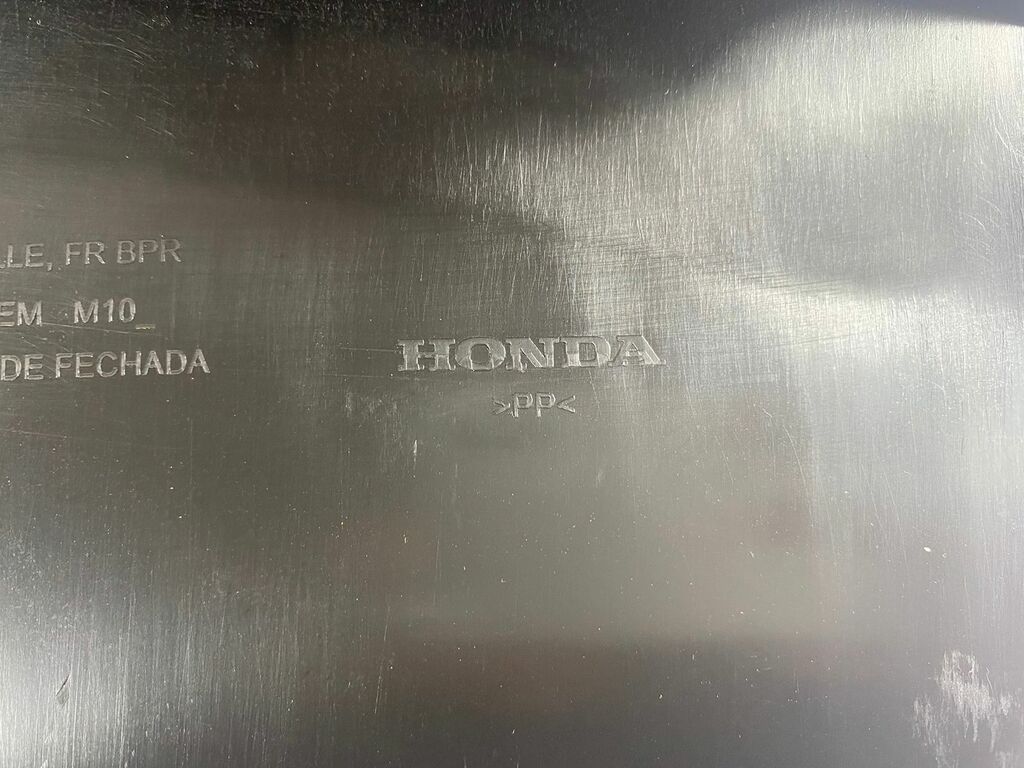 LLE, FR BPR
EM M10_
DE FECHADA
HONDA
>PP<